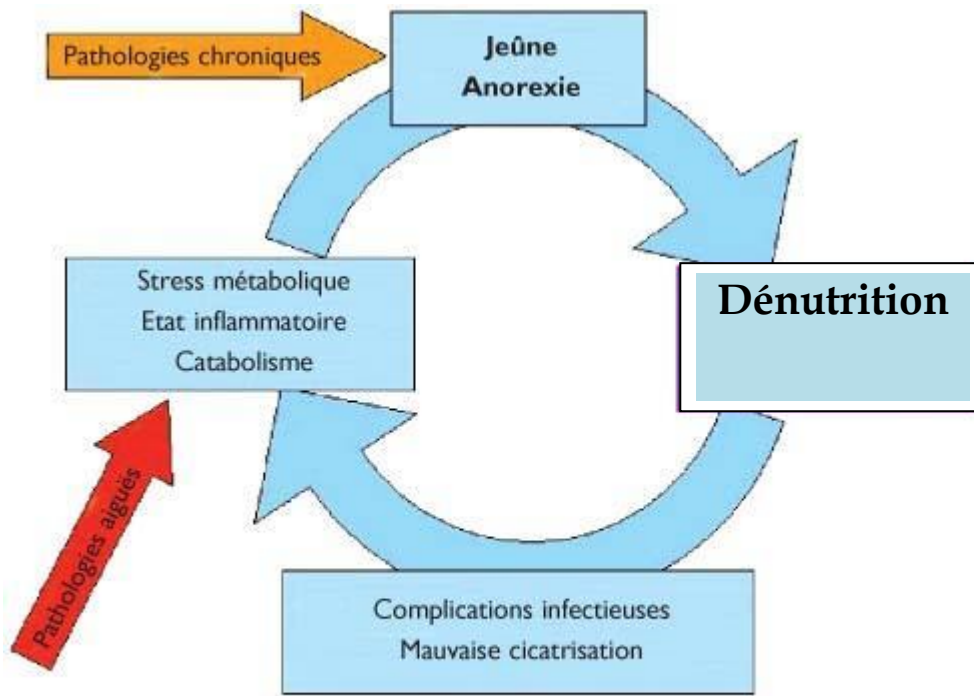 Pathologies chroniques
Jeûne
Anorexie
Stress métabolique
Etat inflammatoire
Catabolisme
Dénutrition
Pathologies aiguës
Complications infectieuses
Mauvaise cicatrisation